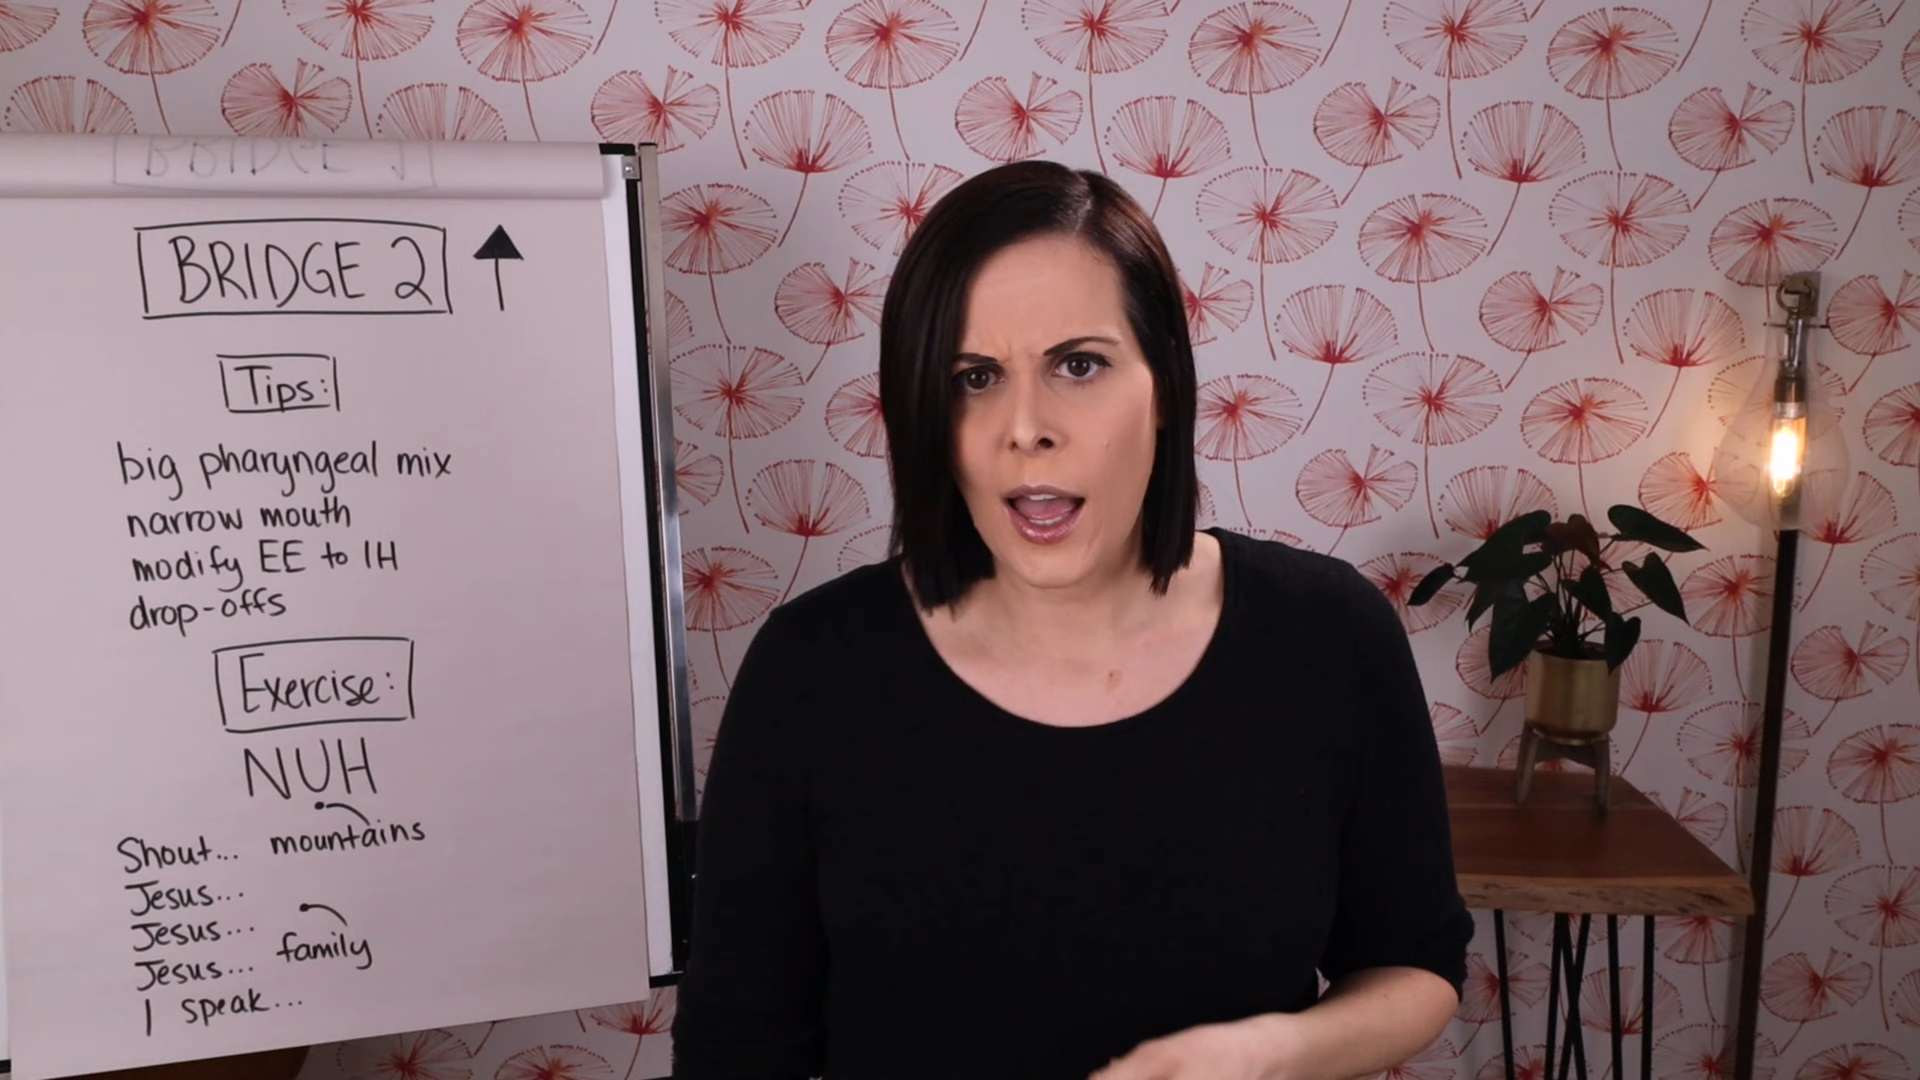 BRIDGE 2
Tips:
big pharyngeal mix
narrow mouth
modify EE to IH
drop-offs
Exercise:
NUH
Shout... mountains
Jesus...
Jesus... family
Jesus...
I speak...